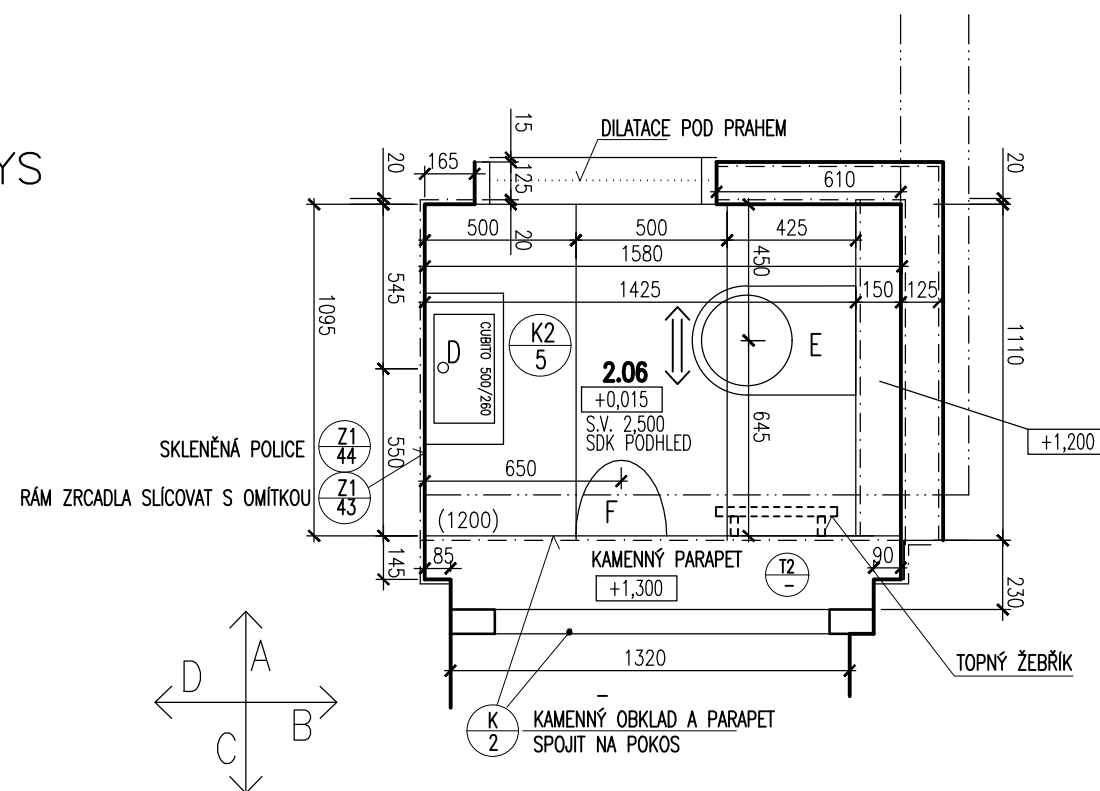 YS
15
DILATACE POD PRAHEM
20
165
125
610
20
500
20
500
425
1580
450
1425
150
125
545
1095
1110
D
CUBITO 500/260
K2
5
E
2.06
+0,015
S.V. 2,500
SDK PODHLED
645
+1,200
SKLENĚNÁ POLICE
Z1
44
550
RÁM ZRCADLA SLÍCOVAT S OMÍTKOU
Z1
43
650
F
(1200)
145
85
KAMENNÝ PARAPET
+1,300
T2
–
90
230
1320
TOPNÝ ŽEBŘÍK
A
D
B
C
K
2
KAMENNÝ OBKLAD A PARAPET
SPOJIT NA POKOS